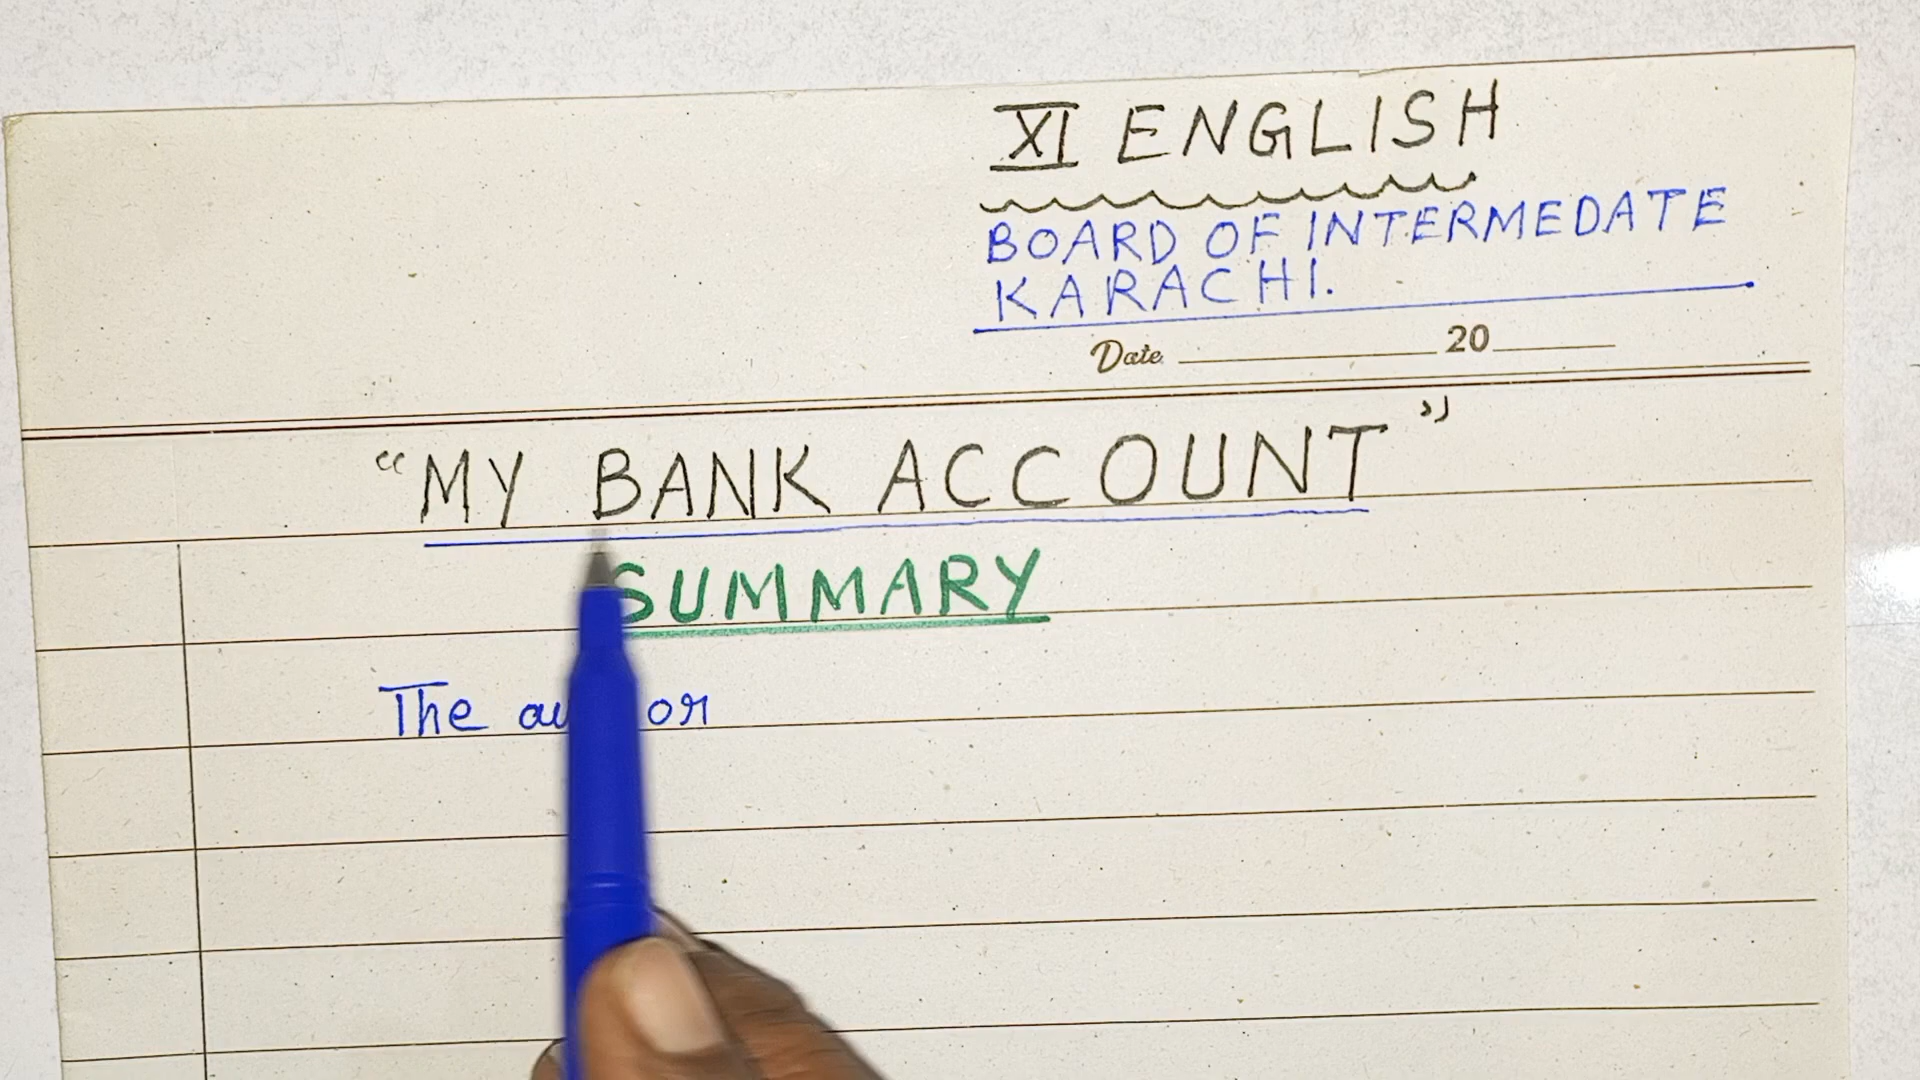 XI ENGLISH
BOARD OF INTERMEDATE
KARACHI.
Date 20
"MY BANK ACCOUNT"
SUMMARY
The